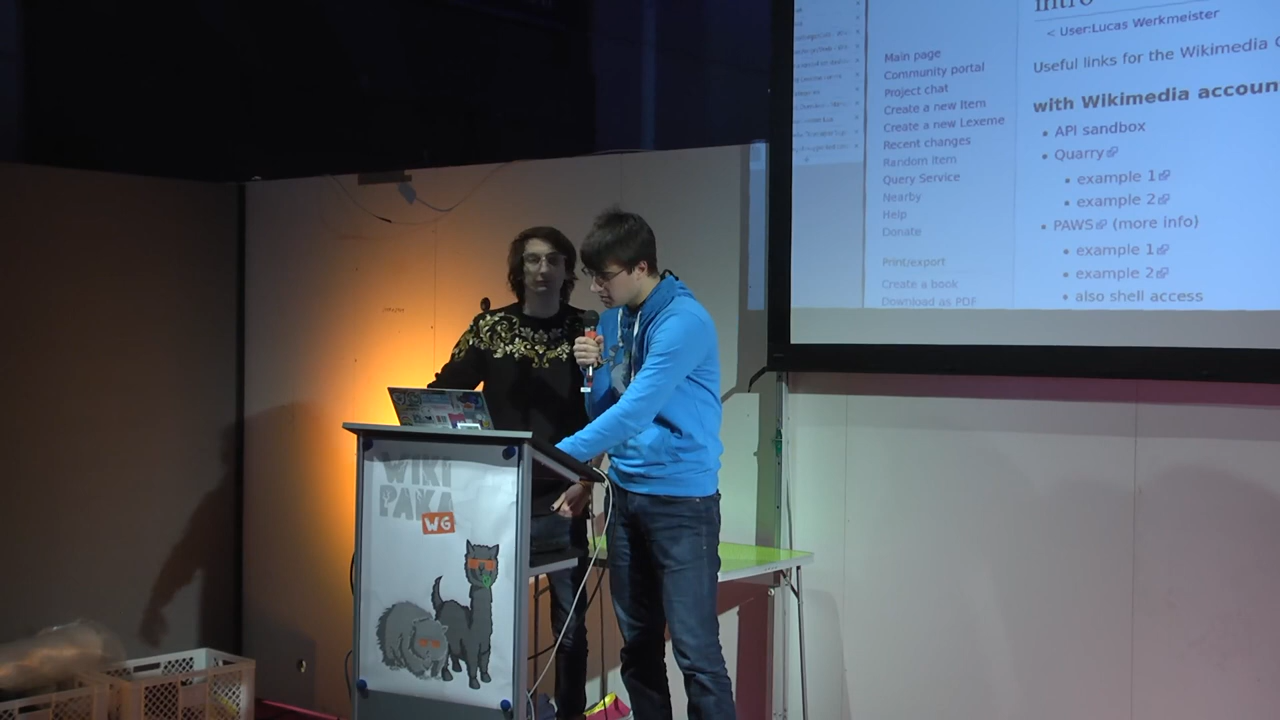 intro
< User:Lucas Werkmeister
Useful links for the Wikimedia
with Wikimedia accoun
• API sandbox
• Quarry
• example 1
• example 2
• PAWS (more info)
• example 1
• example 2
• also shell access
Main page
Community portal
Project chat
Create a new Item
Create a new Lexeme
Recent changes
Random Item
Query Service
Nearby
Help
Donate
Print/export
Create a book
Download as PDF
WIKI
PAKA
WG